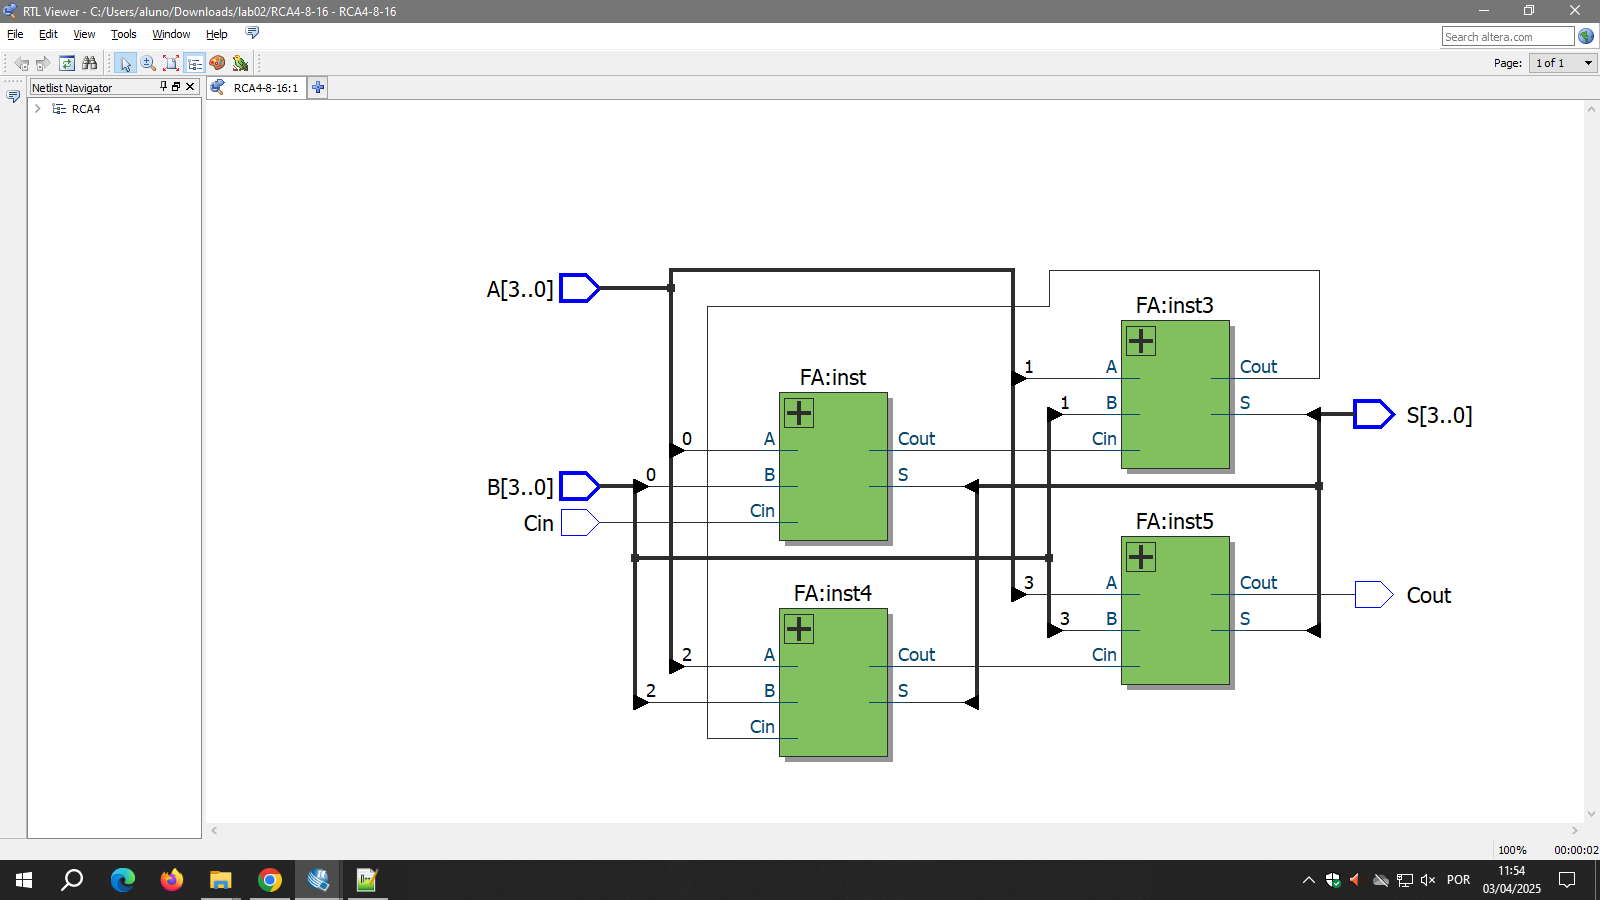 RTL Viewer - C:/Users/aluno/Downloads/lab02/RCA4-8-16 - RCA4-8-16
File Edit View Tools Window Help
Search altera.com
Page: 1 of 1
Netlist Navigator
RCA4-8-16:1
RCA4
A[3..0]
FA:inst3
1 A Cout
FA:inst
1 B S
S[3..0]
0 A Cout
Cin
0 B S
B[3..0]
Cin
Cin
FA:inst5
3 A Cout
FA:inst4
Cout
3 B S
2 A Cout
Cin
2 B S
Cin
100% 00:00:02
POR
11:54
03/04/2025